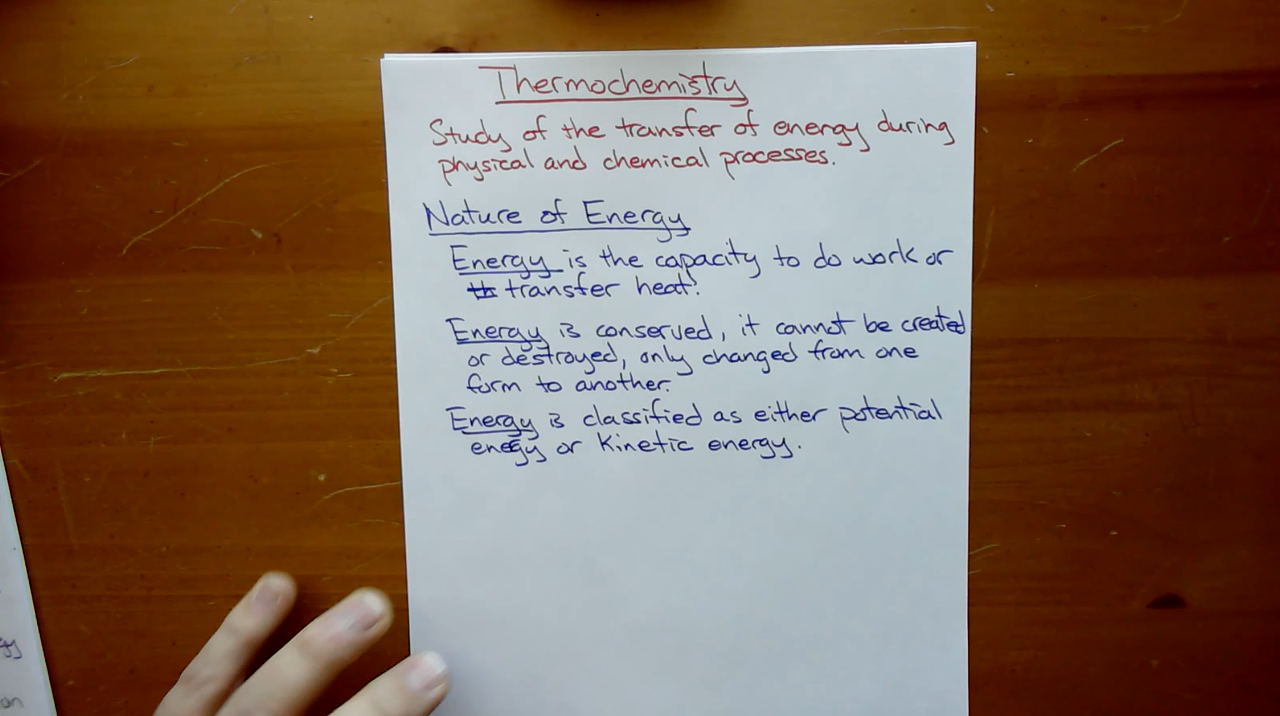 Thermochemistry
Study of the transfer of energy during
physical and chemical processes.
Nature of Energy
Energy is the capacity to do work or
th transfer heat.
Energy is conserved, it cannot be created
or destroyed, only changed from one
form to another.
Energy is classified as either potential
energy or kinetic energy.